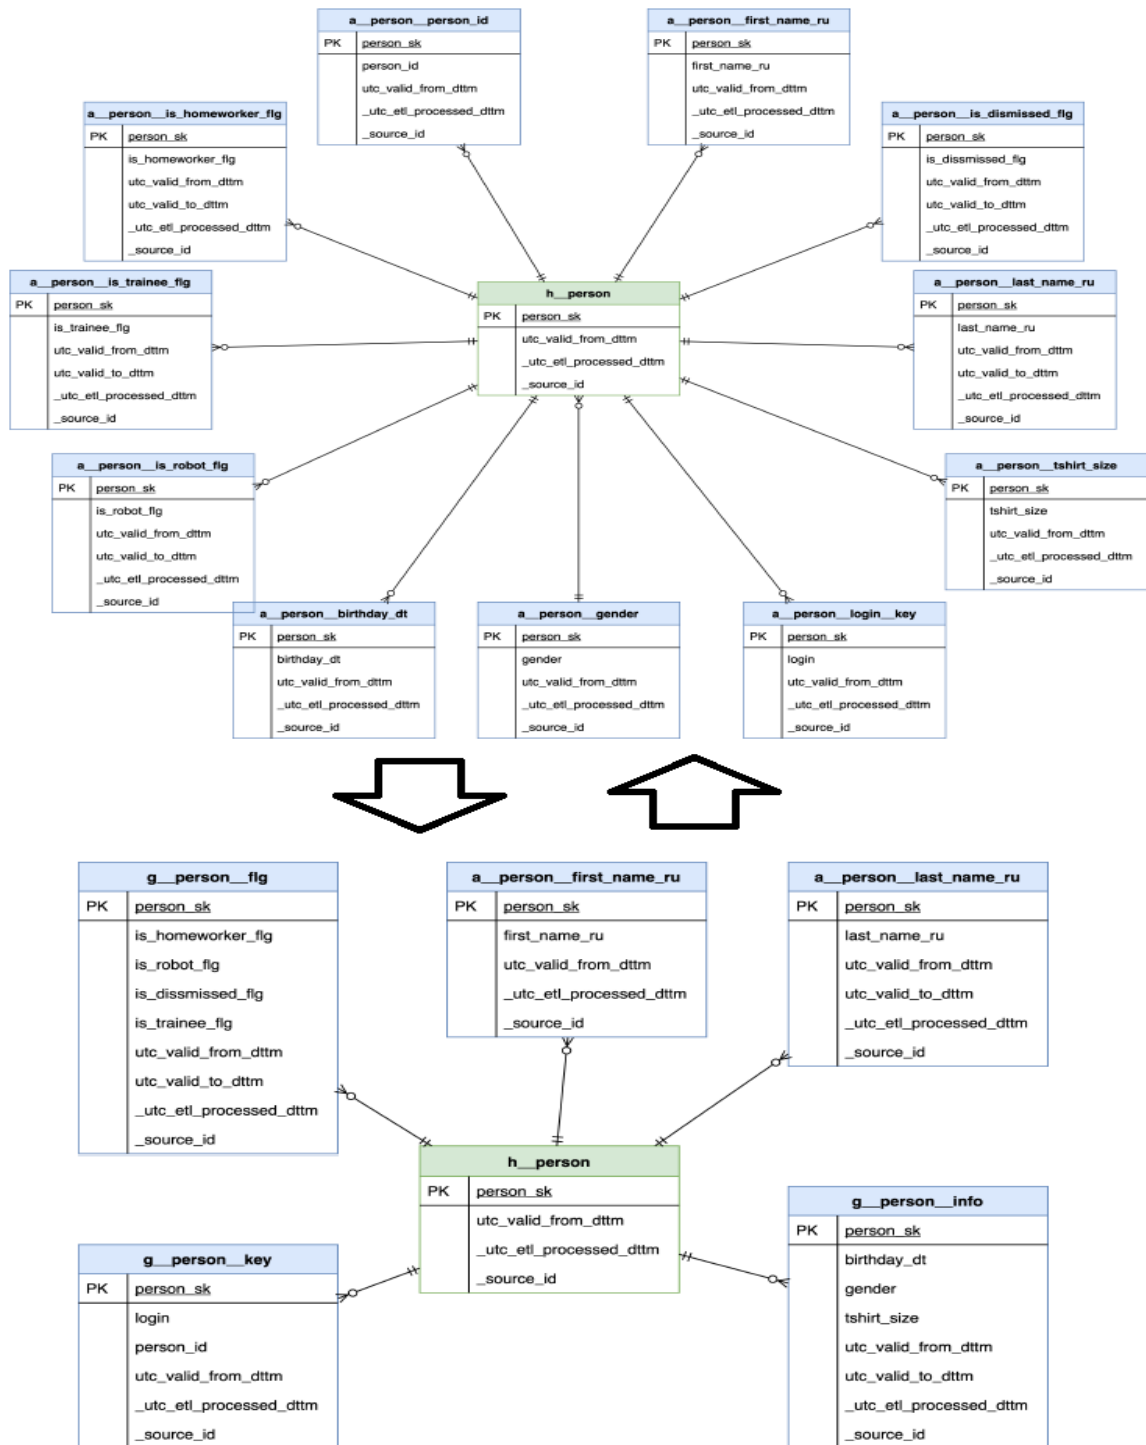 a__person__person_id
PK person_sk
person_id
utc_valid_from_dttm
_utc_etl_processed_dttm
_source_id
a__person__first_name_ru
PK person_sk
first_name_ru
utc_valid_from_dttm
_utc_etl_processed_dttm
_source_id
a__person__is_homeworker_flg
PK person_sk
is_homeworker_flg
utc_valid_from_dttm
utc_valid_to_dttm
_utc_etl_processed_dttm
_source_id
a__person__is_dismissed_flg
PK person_sk
is_dissmissed_flg
utc_valid_from_dttm
utc_valid_to_dttm
_utc_etl_processed_dttm
_source_id
a__person__is_trainee_flg
PK person_sk
is_trainee_flg
utc_valid_from_dttm
utc_valid_to_dttm
_utc_etl_processed_dttm
_source_id
h__person
PK person_sk
utc_valid_from_dttm
_utc_etl_processed_dttm
_source_id
a__person__last_name_ru
PK person_sk
last_name_ru
utc_valid_from_dttm
utc_valid_to_dttm
_utc_etl_processed_dttm
_source_id
a__person__is_robot_flg
PK person_sk
is_robot_flg
utc_valid_from_dttm
utc_valid_to_dttm
_utc_etl_processed_dttm
_source_id
a__person__tshirt_size
PK person_sk
tshirt_size
utc_valid_from_dttm
_utc_etl_processed_dttm
_source_id
a__person__birthday_dt
PK person_sk
birthday_dt
utc_valid_from_dttm
_utc_etl_processed_dttm
_source_id
a__person__gender
PK person_sk
gender
utc_valid_from_dttm
_utc_etl_processed_dttm
_source_id
a__person__login__key
PK person_sk
login
utc_valid_from_dttm
_utc_etl_processed_dttm
_source_id
g__person__flg
PK person_sk
is_homeworker_flg
is_robot_flg
is_dissmissed_flg
is_trainee_flg
utc_valid_from_dttm
utc_valid_to_dttm
_utc_etl_processed_dttm
_source_id
a__person__first_name_ru
PK person_sk
first_name_ru
utc_valid_from_dttm
_utc_etl_processed_dttm
_source_id
a__person__last_name_ru
PK person_sk
last_name_ru
utc_valid_from_dttm
utc_valid_to_dttm
_utc_etl_processed_dttm
_source_id
h__person
PK person_sk
utc_valid_from_dttm
_utc_etl_processed_dttm
_source_id
g__person__key
PK person_sk
login
person_id
utc_valid_from_dttm
_utc_etl_processed_dttm
_source_id
g__person__info
PK person_sk
birthday_dt
gender
tshirt_size
utc_valid_from_dttm
utc_valid_to_dttm
_utc_etl_processed_dttm
_source_id